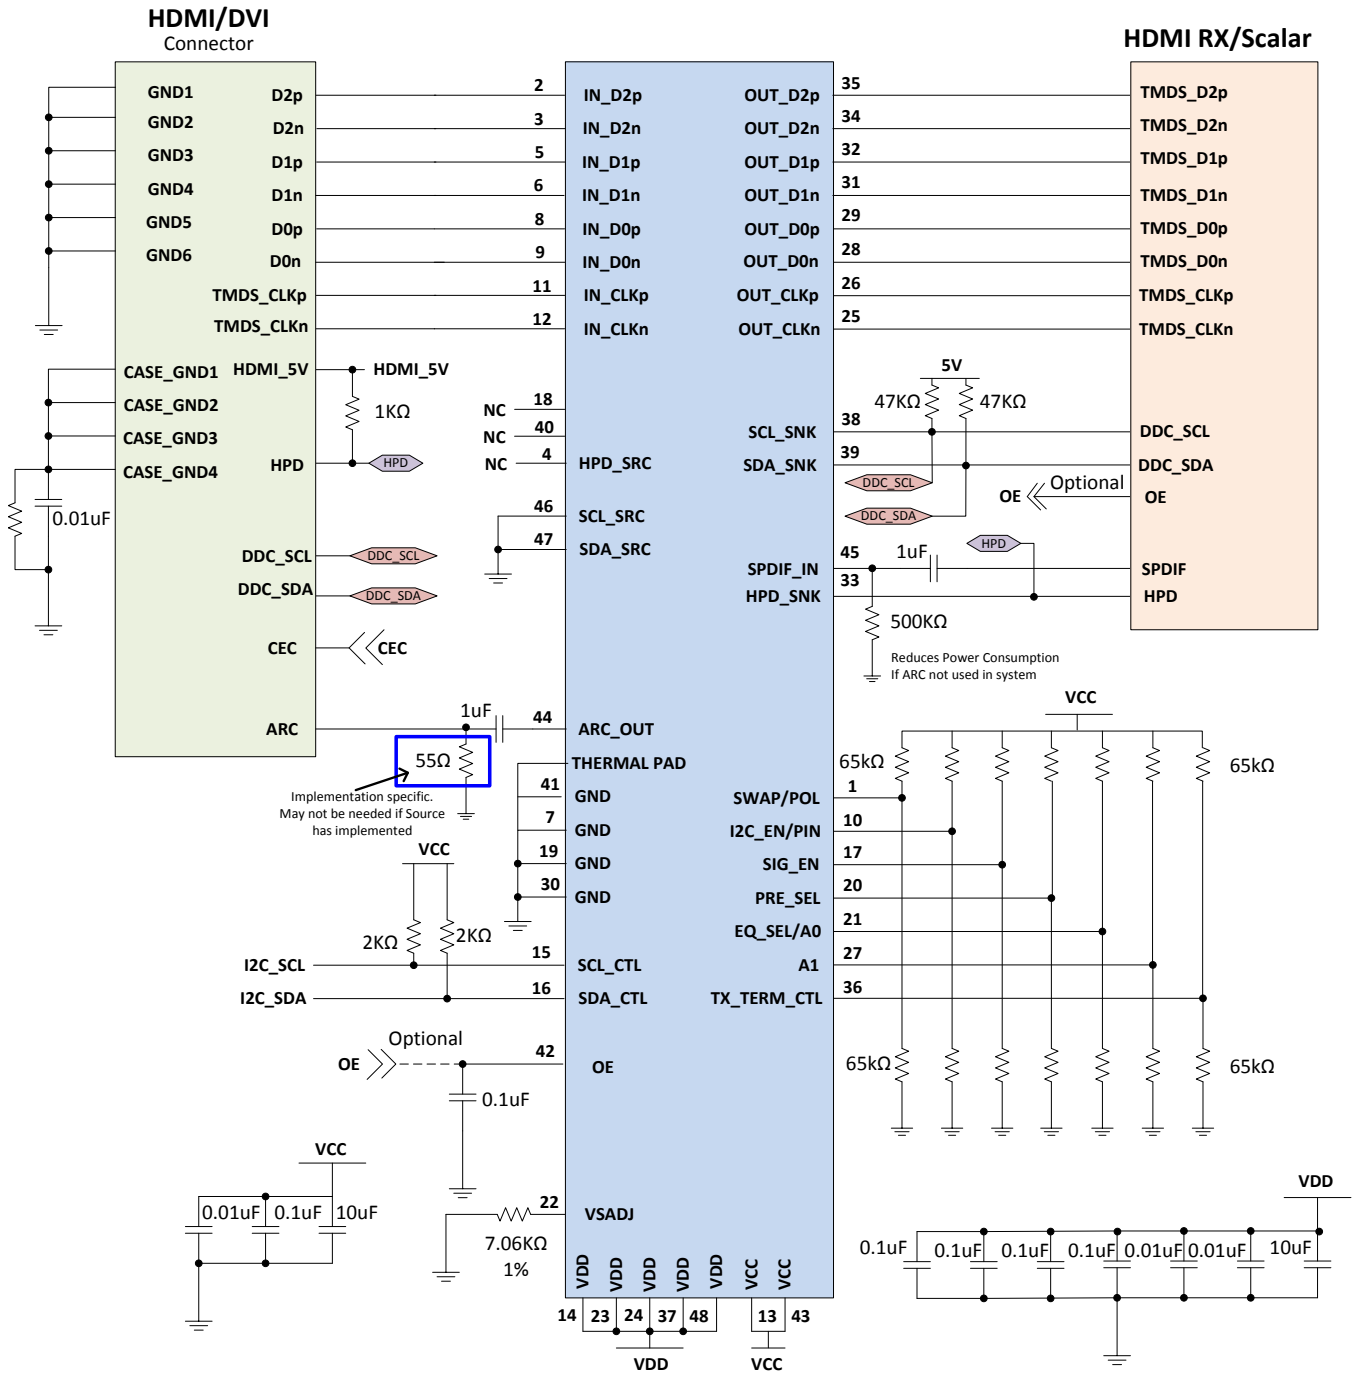 HDMI/DVI
Connector
HDMI RX/Scalar
GND1
GND2
GND3
GND4
GND5
GND6
CASE_GND1
CASE_GND2
CASE_GND3
CASE_GND4
0.01uF
D2p
D2n
D1p
D1n
D0p
D0n
TMDS_CLKp
TMDS_CLKn
HDMI_5V
HPD
DDC_SCL
DDC_SDA
CEC
ARC
HDMI_5V
1KΩ
HPD
DDC_SCL
DDC_SDA
CEC
1uF
55Ω
Implementation specific.
May not be needed if Source
has implemented
VCC
2KΩ
2KΩ
I2C_SCL
I2C_SDA
Optional
OE
0.1uF
VCC
0.01uF
0.1uF
10uF
7.06KΩ
1%
2
3
5
6
8
9
11
12
NC 18
NC 40
NC 4
46
47
44
41
7
19
30
15
16
42
22
IN_D2p
IN_D2n
IN_D1p
IN_D1n
IN_D0p
IN_D0n
IN_CLKp
IN_CLKn
HPD_SRC
SCL_SRC
SDA_SRC
ARC_OUT
THERMAL PAD
GND
GND
GND
GND
SCL_CTL
SDA_CTL
OE
VSADJ
VDD
VDD
VDD
VDD
VDD
VCC
VCC
14
23
24
37
48
13
43
VDD
VCC
OUT_D2p
OUT_D2n
OUT_D1p
OUT_D1n
OUT_D0p
OUT_D0n
OUT_CLKp
OUT_CLKn
SCL_SNK
SDA_SNK
SPDIF_IN
HPD_SNK
SWAP/POL
I2C_EN/PIN
SIG_EN
PRE_SEL
EQ_SEL/A0
A1
TX_TERM_CTL
35
34
32
31
29
28
26
25
38
39
45
33
1
10
17
20
21
27
36
5V
47KΩ
47KΩ
DDC_SCL
DDC_SDA
OE
Optional
HPD
1uF
500KΩ
Reduces Power Consumption
If ARC not used in system
TMDS_D2p
TMDS_D2n
TMDS_D1p
TMDS_D1n
TMDS_D0p
TMDS_D0n
TMDS_CLKp
TMDS_CLKn
DDC_SCL
DDC_SDA
OE
SPDIF
HPD
VCC
65kΩ
65kΩ
65kΩ
65kΩ
VDD
0.1uF
0.1uF
0.1uF
0.1uF
0.01uF
0.01uF
10uF